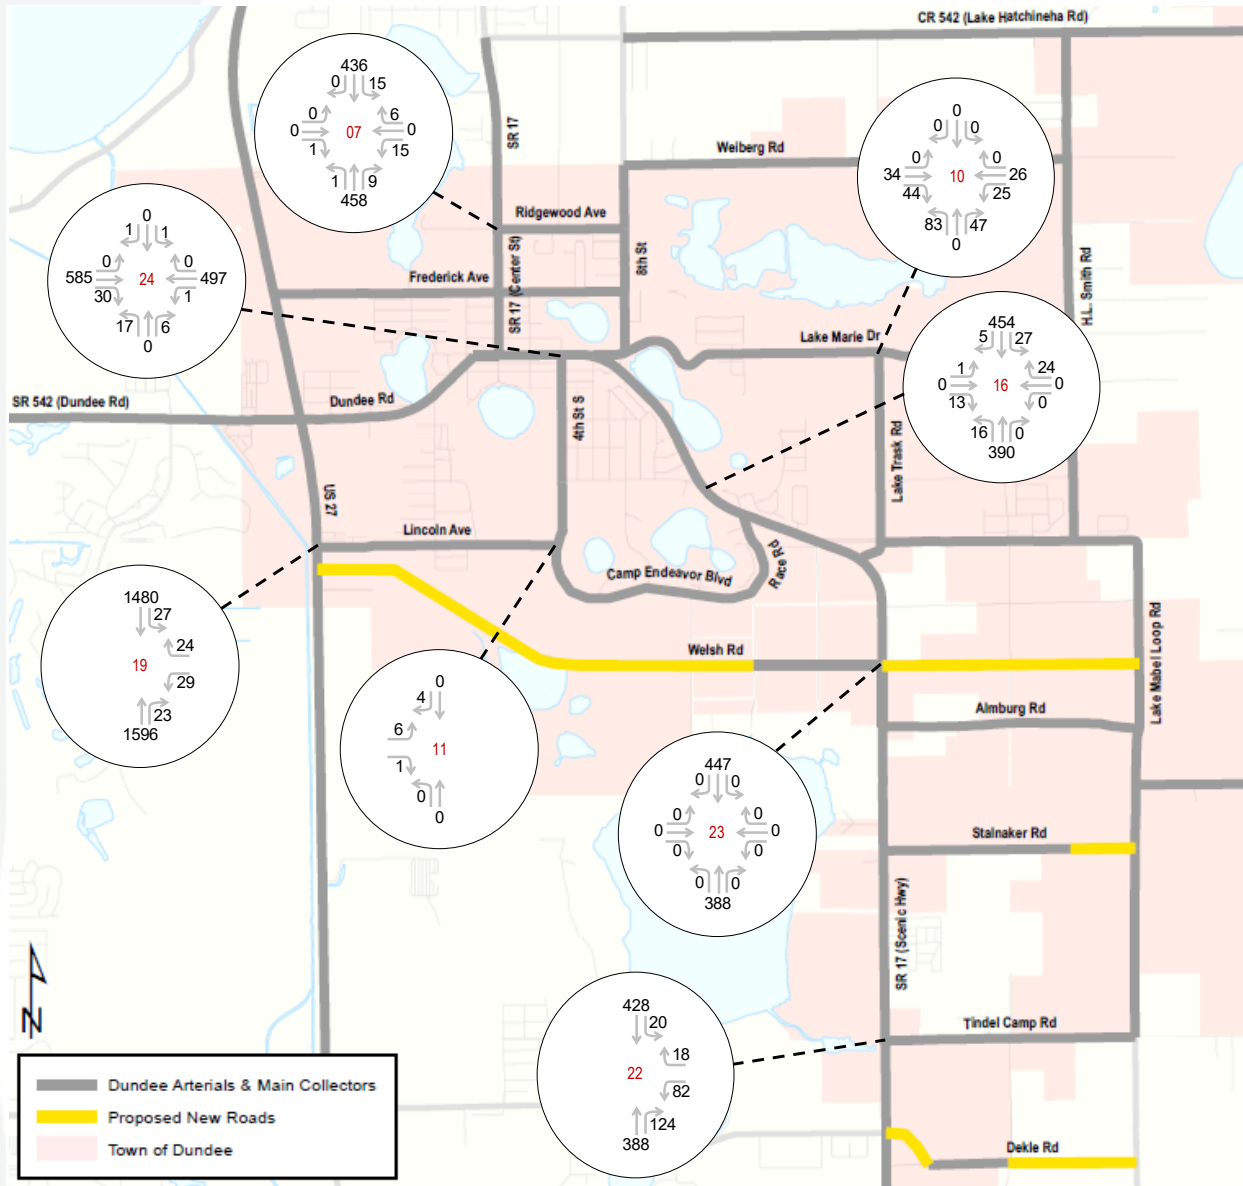 CR 542 (Lake Hatchineha Rd)
436
0 15
0 6
0 07 0
1 15
1 9
458
SR 17
Weiberg Rd
0
0 0
0 0
34 10 26
44 25
83 47
0
Ridgewood Ave
0
1 1
0 0
585 24 497
30 1
17 6
0
Frederick Ave
SR 17 (Center St)
8th St
H.L. Smith Rd
Lake Marie Dr
454
5 27
1 24
0 16 0
13 0
16 0
390
SR 542 (Dundee Rd)
Dundee Rd
4th St S
Lake Trask Rd
US 27
Lincoln Ave
Camp Endeavor Blvd
Race Rd
1480
27
24
19
29
23
1596
Welsh Rd
Lake Mabel Loop Rd
0
4
6
11
1
0
0
Almburg Rd
447
0 0
0 0
0 23 0
0 0
0 0
388
Stalnaker Rd
SR 17 (Scenic Hwy)
N
428
20
18
22
82
124
388
Tindel Camp Rd
Dundee Arterials & Main Collectors
Proposed New Roads
Town of Dundee
Dekle Rd